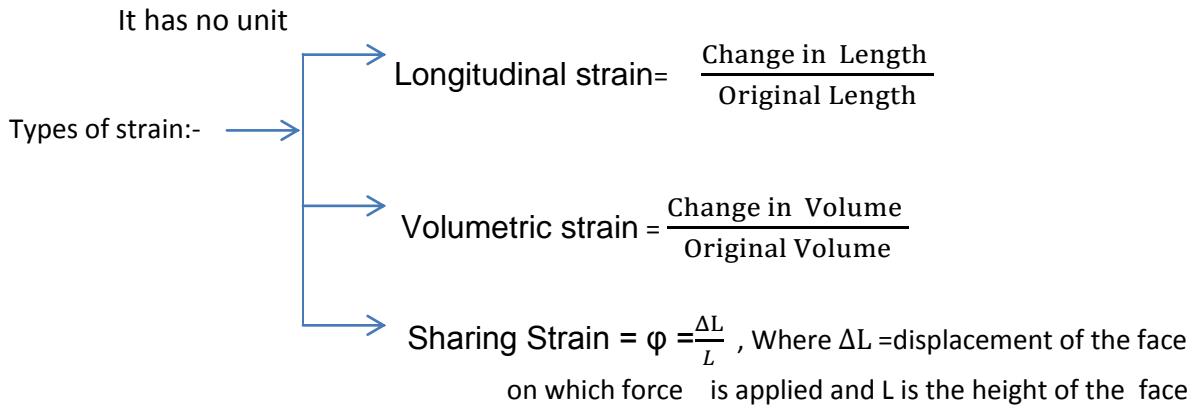 It has no unit
Longitudinal strain= Change in Length / Original Length
Types of strain:-
Volumetric strain = Change in Volume / Original Volume
Sharing Strain = φ = ΔL / L , Where ΔL =displacement of the face
on which force is applied and L is the height of the face